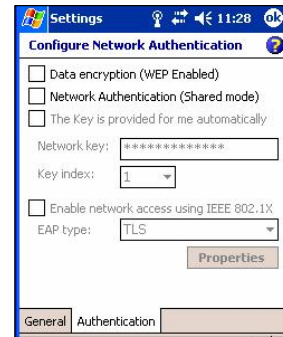 Settings 11:28 ok
Configure Network Authentication ?
Data encryption (WEP Enabled)
Network Authentication (Shared mode)
The Key is provided for me automatically
Network key: *************
Key index: 1
Enable network access using IEEE 802.1X
EAP type: TLS
Properties
General Authentication